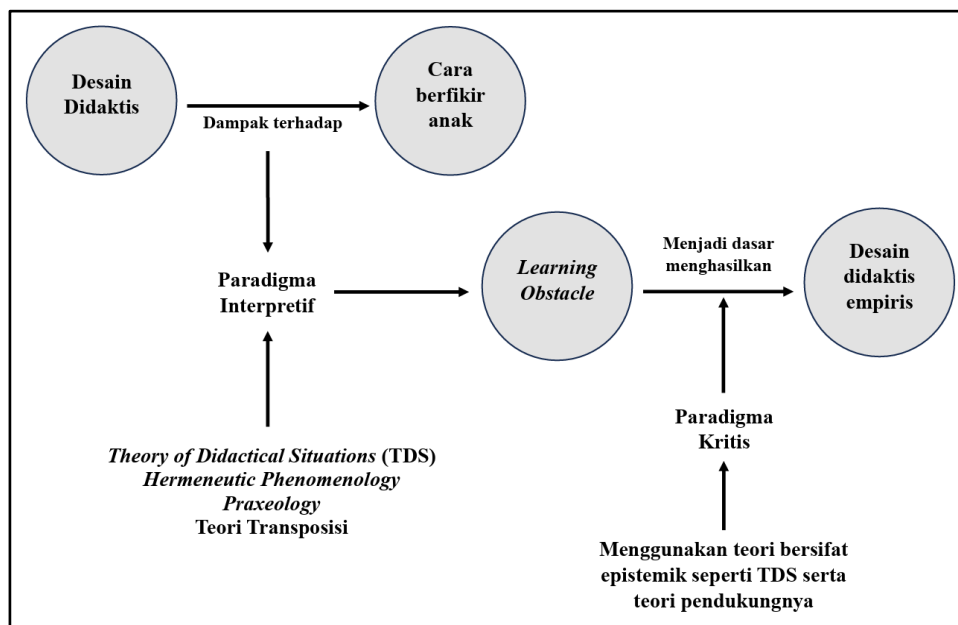 Desain
Didaktis
Dampak terhadap
Cara
berfikir
anak
Paradigma
Interpretif
Learning
Obstacle
Menjadi dasar
menghasilkan
Desain
didaktis
empiris
Theory of Didactical Situations (TDS)
Hermeneutic Phenomenology
Praxeology
Teori Transposisi
Paradigma
Kritis
Menggunakan teori bersifat
epistemik seperti TDS serta
teori pendukungnya